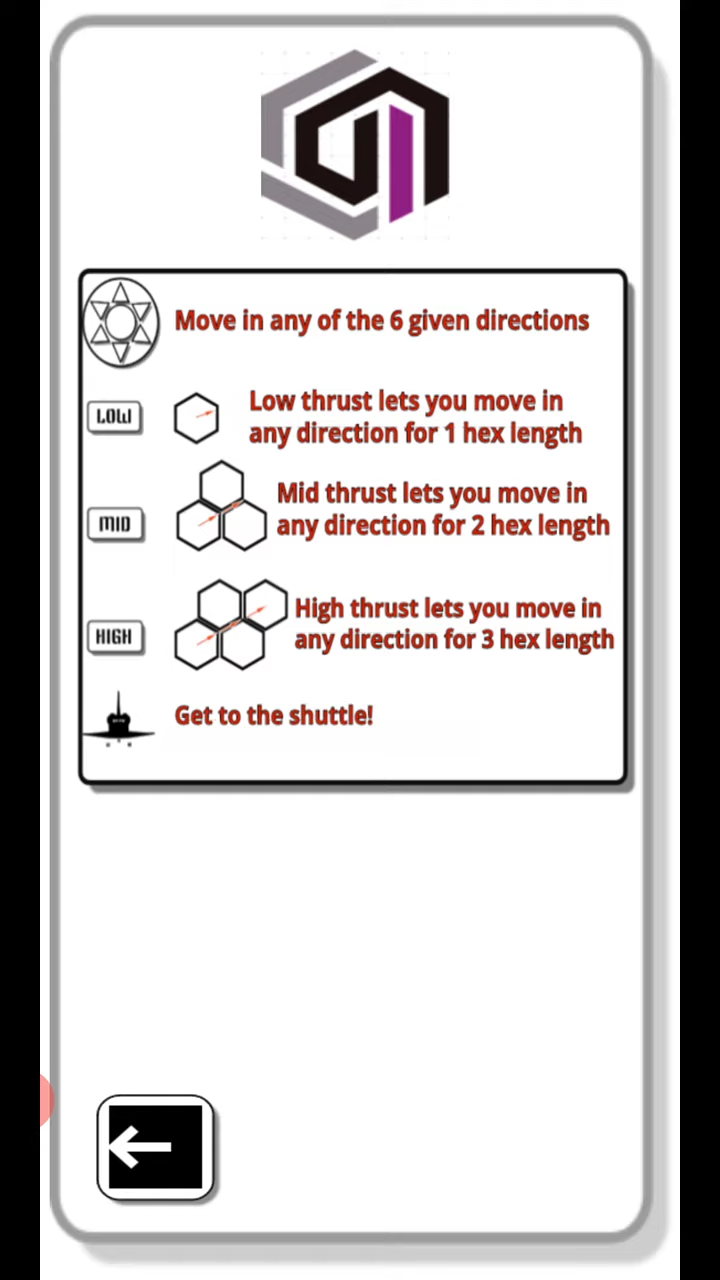 Move in any of the 6 given directions
LOW
Low thrust lets you move in
any direction for 1 hex length
MID
Mid thrust lets you move in
any direction for 2 hex length
HIGH
High thrust lets you move in
any direction for 3 hex length
Get to the shuttle!